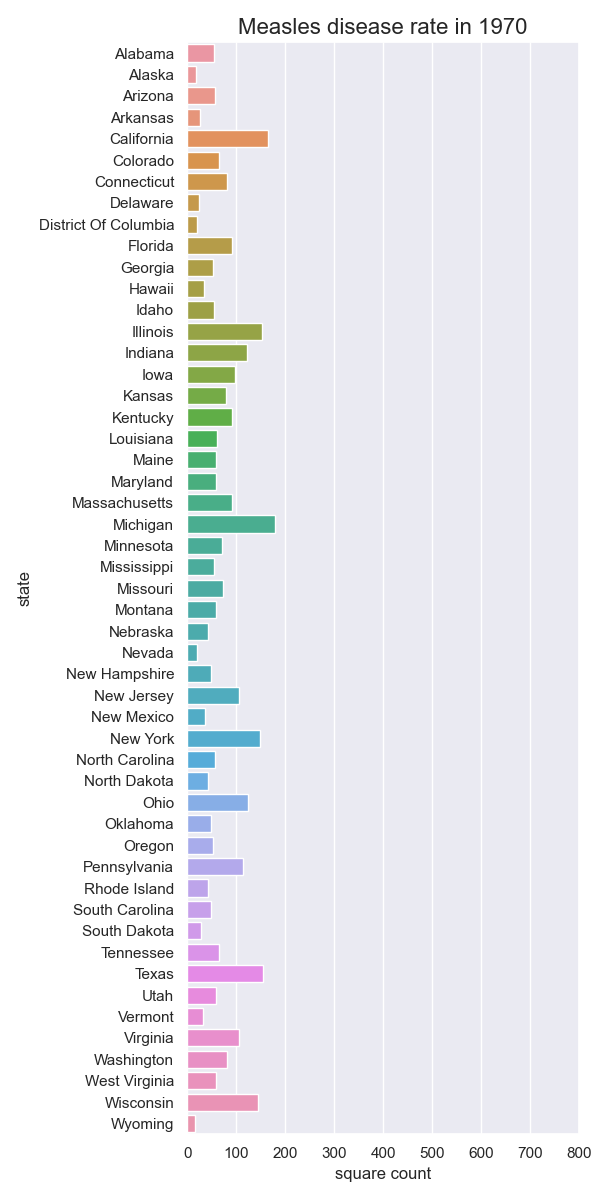 Measles disease rate in 1970
Alabama
Alaska
Arizona
Arkansas
California
Colorado
Connecticut
Delaware
District Of Columbia
Florida
Georgia
Hawaii
Idaho
Illinois
Indiana
Iowa
Kansas
Kentucky
Louisiana
Maine
Maryland
Massachusetts
Michigan
Minnesota
Mississippi
Missouri
Montana
Nebraska
Nevada
New Hampshire
New Jersey
New Mexico
New York
North Carolina
North Dakota
Ohio
Oklahoma
Oregon
Pennsylvania
Rhode Island
South Carolina
South Dakota
Tennessee
Texas
Utah
Vermont
Virginia
Washington
West Virginia
Wisconsin
Wyoming
state
0 100 200 300 400 500 600 700 800
square count